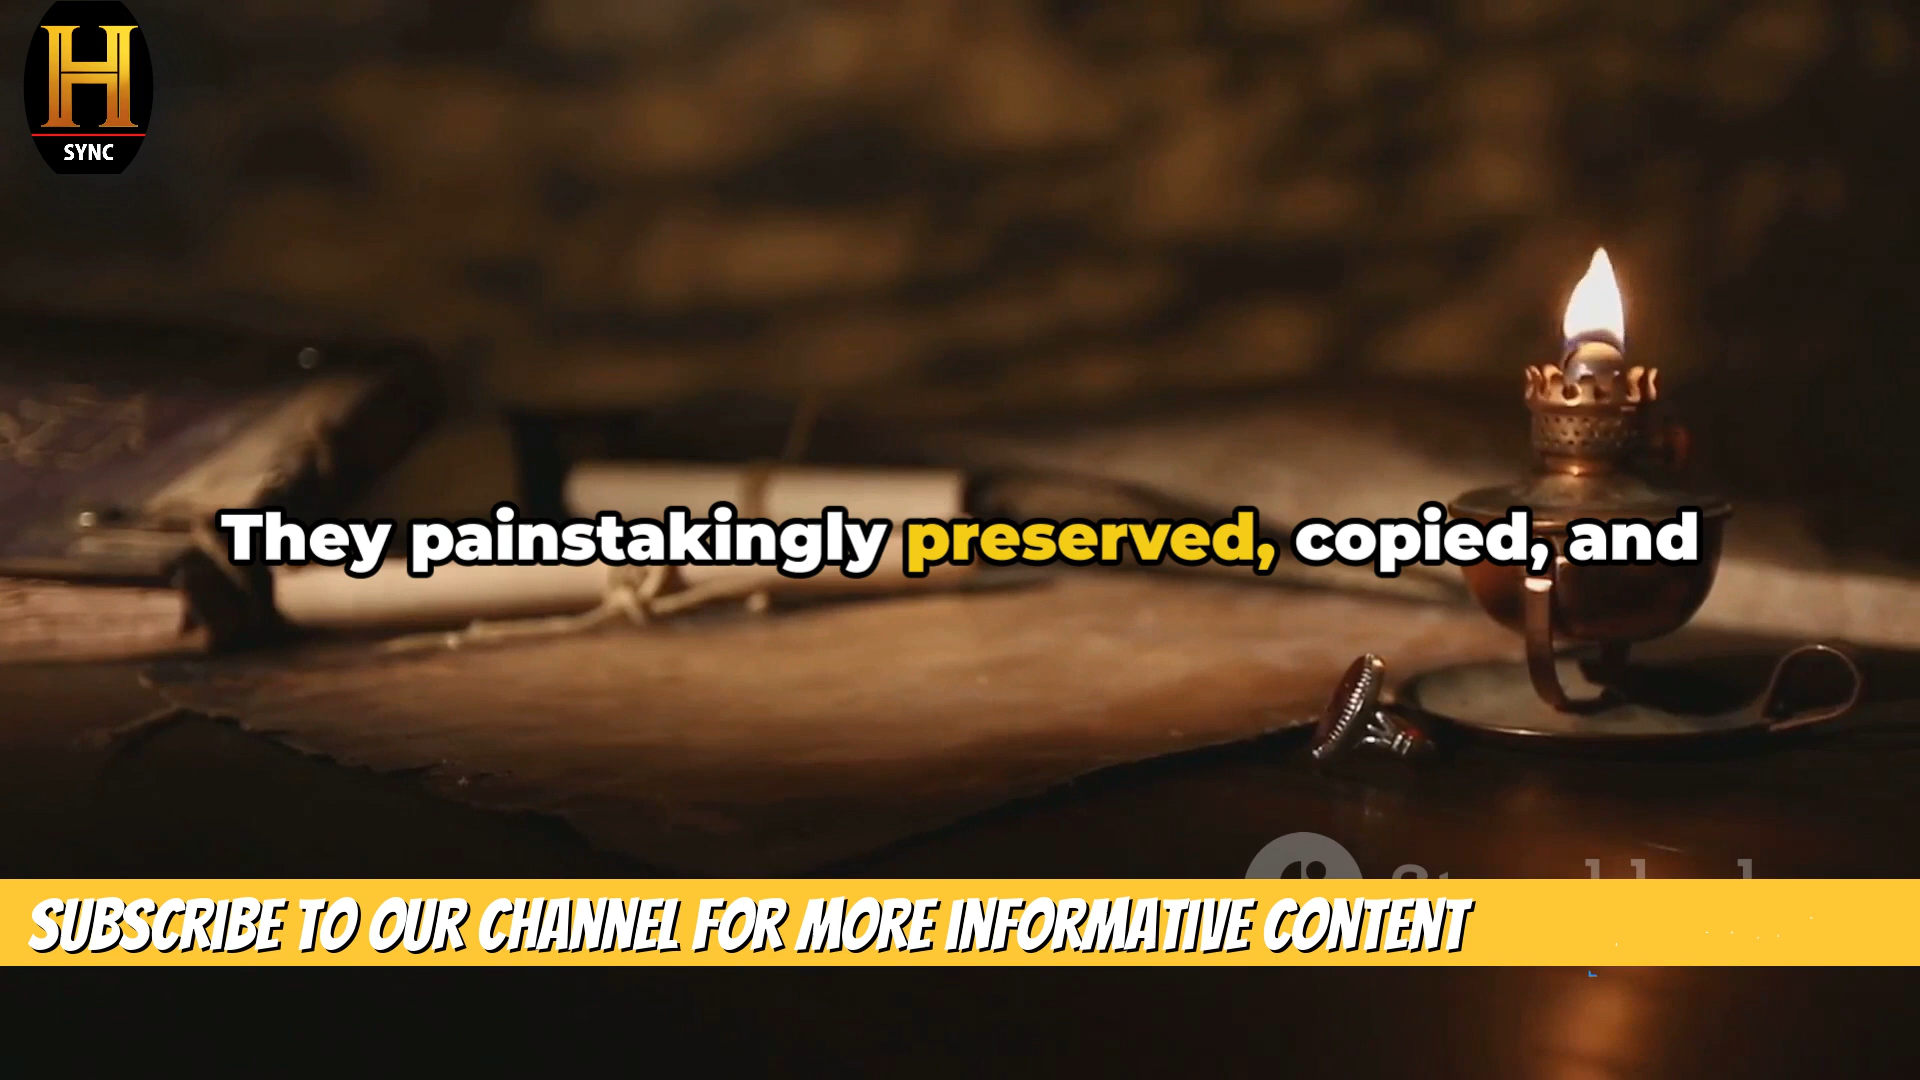 H
SYNC
They painstakingly preserved, copied, and
SUBSCRIBE TO OUR CHANNEL FOR MORE INFORMATIVE CONTENT